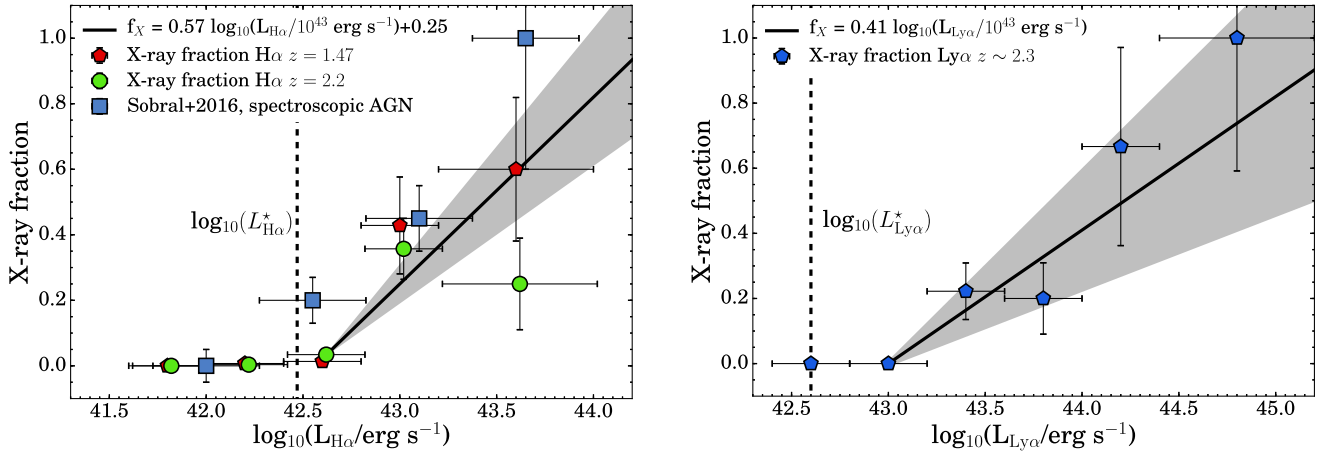 f_X = 0.57 log₁₀(L_Hα/10⁴³ erg s⁻¹)+0.25
X-ray fraction Hα z = 1.47
X-ray fraction Hα z = 2.2
Sobral+2016, spectroscopic AGN
log₁₀(L*_Hα)
X-ray fraction
1.0
0.8
0.6
0.4
0.2
0.0
41.5 42.0 42.5 43.0 43.5 44.0
log₁₀(L_Hα/erg s⁻¹)
f_X = 0.41 log₁₀(L_Lyα/10⁴³ erg s⁻¹)
X-ray fraction Lyα z ∼ 2.3
log₁₀(L*_Lyα)
X-ray fraction
1.0
0.8
0.6
0.4
0.2
0.0
42.5 43.0 43.5 44.0 44.5 45.0
log₁₀(L_Lyα/erg s⁻¹)